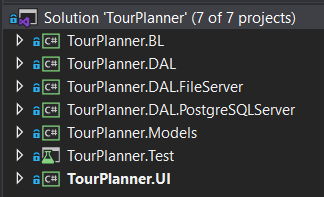 Solution 'TourPlanner' (7 of 7 projects)
C# TourPlanner.BL
C# TourPlanner.DAL
C# TourPlanner.DAL.FileServer
C# TourPlanner.DAL.PostgreSQLServer
C# TourPlanner.Models
TourPlanner.Test
C# TourPlanner.UI